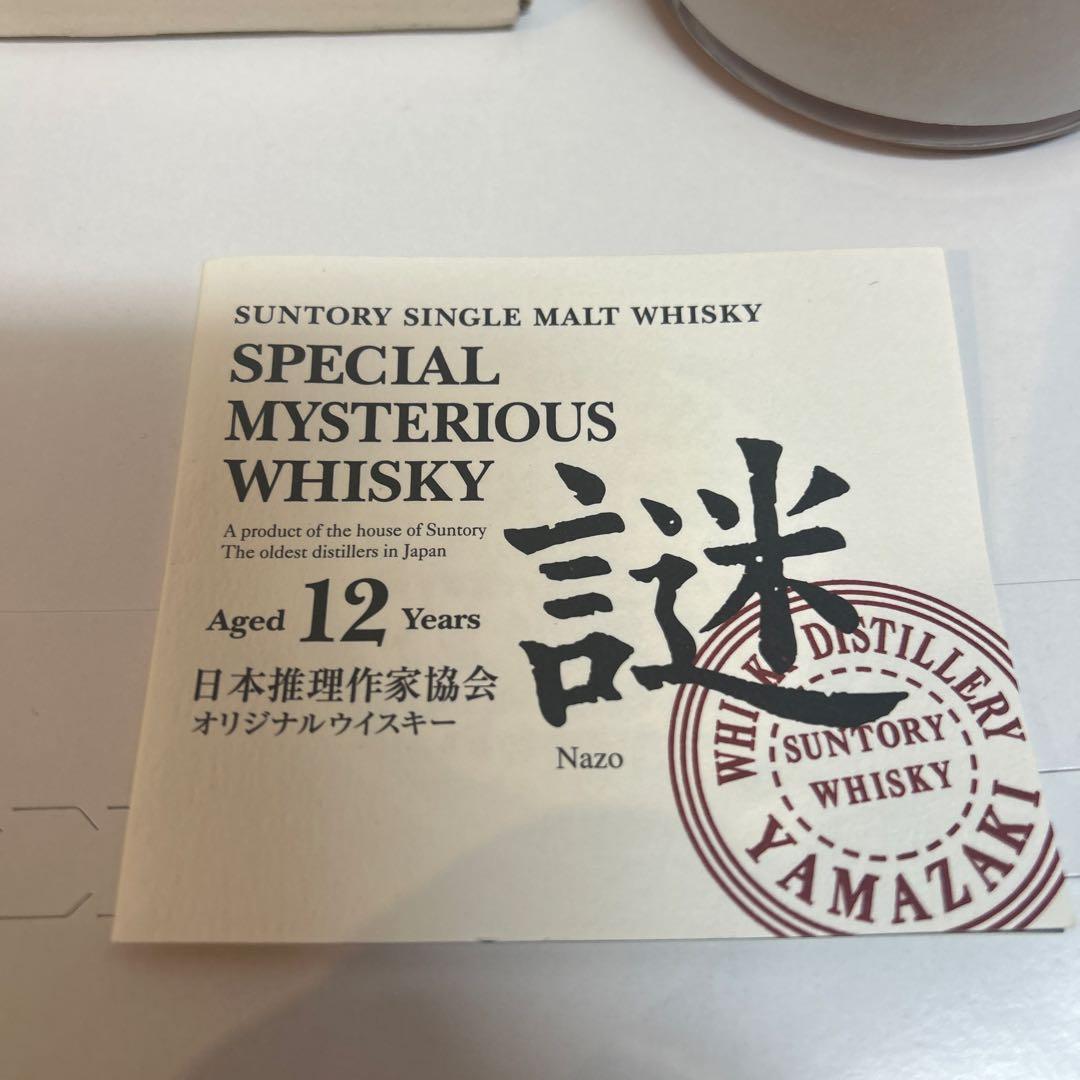 SUNTORY SINGLE MALT WHISKY
SPECIAL
MYSTERIOUS
WHISKY
A product of the house of Suntory
The oldest distillers in Japan
Aged 12 Years
日本推理作家協会
オリジナルウイスキー
謎
Nazo
WHISKY DISTILLERY
SUNTORY
WHISKY
YAMAZAKI